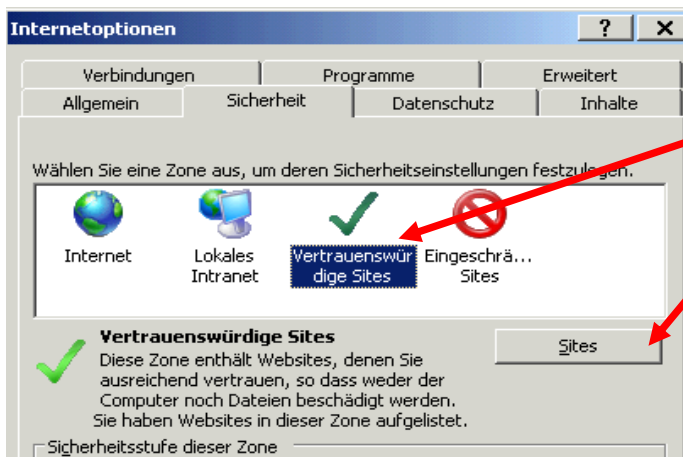 Internetoptionen ? X
Verbindungen Programme Erweitert
Allgemein Sicherheit Datenschutz Inhalte
Wählen Sie eine Zone aus, um deren Sicherheitseinstellungen festzulegen.
Internet Lokales Intranet Vertrauenswür dige Sites Eingeschrä... Sites
Vertrauenswürdige Sites
Sites
Diese Zone enthält Websites, denen Sie
ausreichend vertrauen, so dass weder der
Computer noch Dateien beschädigt werden.
Sie haben Websites in dieser Zone aufgelistet.
Sicherheitsstufe dieser Zone